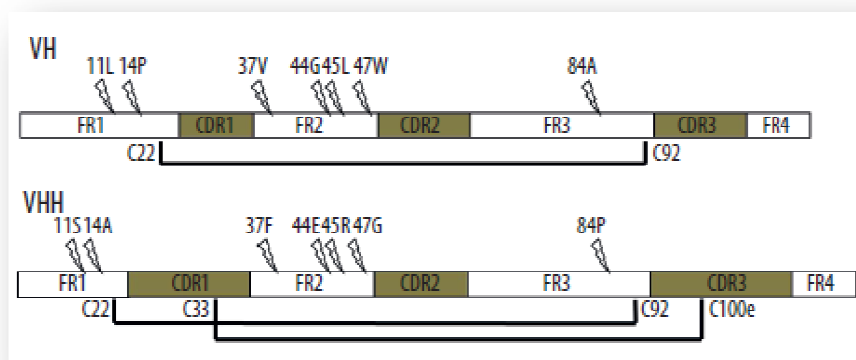 VH
11L 14P 37V 44G45L 47W 84A
FR1 CDR1 FR2 CDR2 FR3 CDR3 FR4
C22 C92
VHH
11S14A 37F 44E45R47G 84P
FR1 CDR1 FR2 CDR2 FR3 CDR3 FR4
C22 C33 C92 C100e